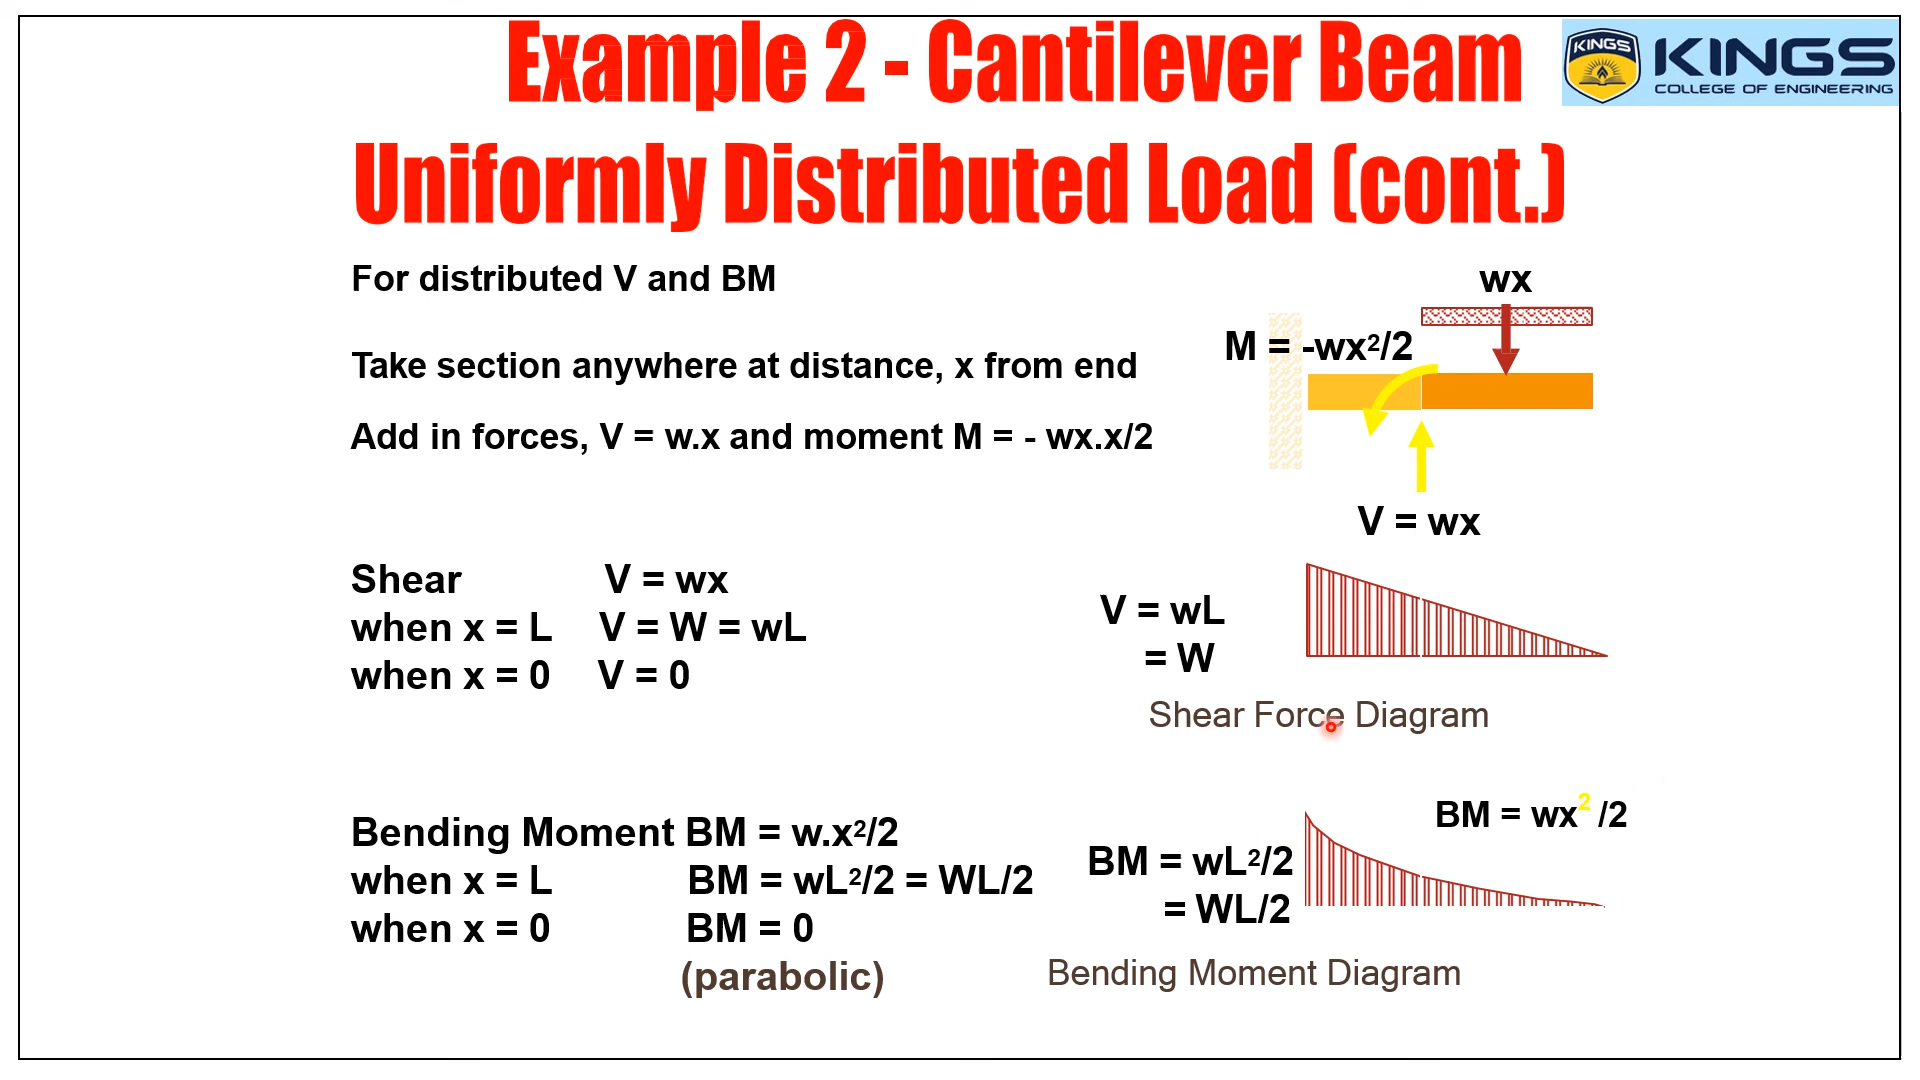 Example 2 - Cantilever Beam
Uniformly Distributed Load (cont.)
KINGS
KINGS
COLLEGE OF ENGINEERING
For distributed V and BM
Take section anywhere at distance, x from end
Add in forces, V = w.x and moment M = - wx.x/2
wx
M = -wx²/2
V = wx
Shear V = wx
when x = L V = W = wL
when x = 0 V = 0
V = wL
= W
Shear Force Diagram
Bending Moment BM = w.x²/2
when x = L BM = wL²/2 = WL/2
when x = 0 BM = 0
(parabolic)
BM = wx² /2
BM = wL²/2
= WL/2
Bending Moment Diagram